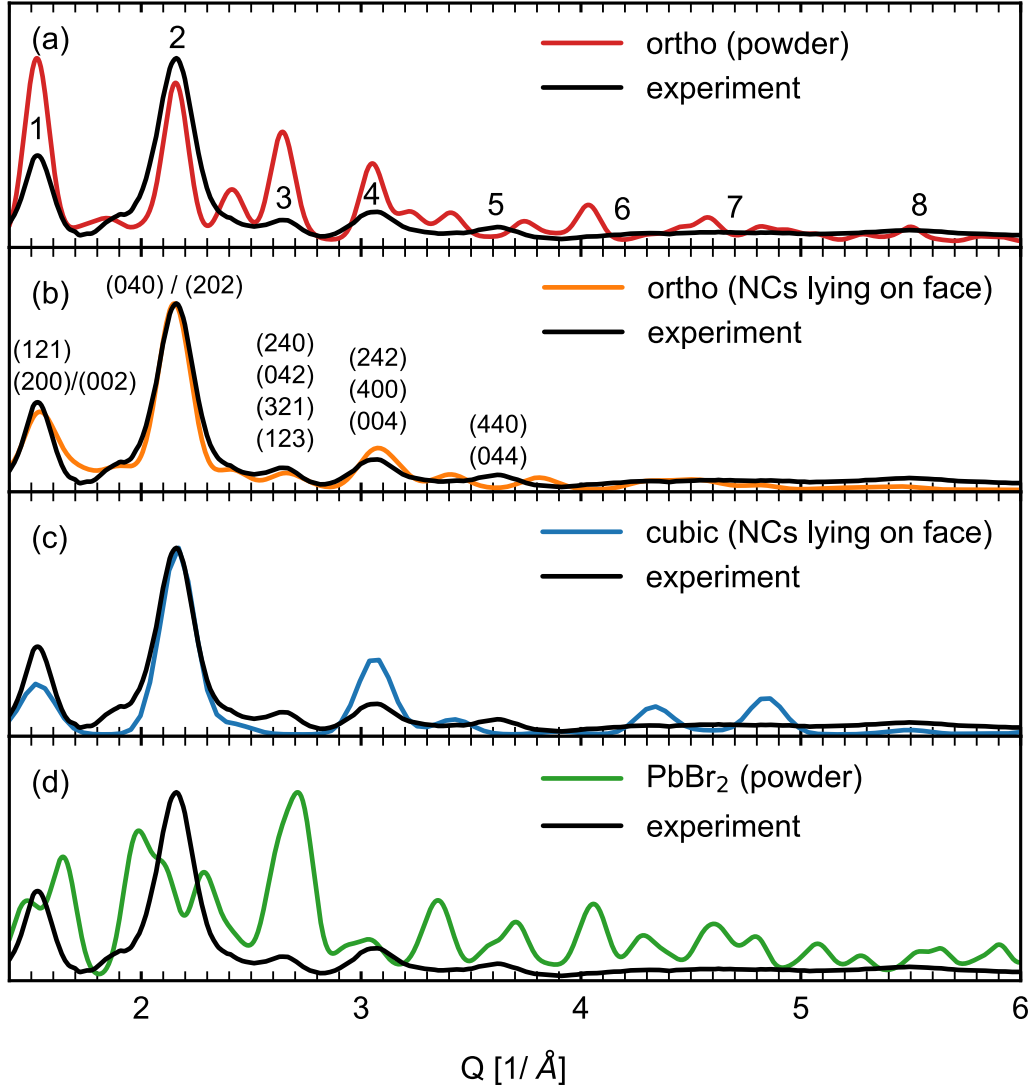 (a)
1
2
3
4
5
6
7
8
ortho (powder)
experiment
(b)
(040) / (202)
(121)
(200)/(002)
(240)
(042)
(321)
(123)
(242)
(400)
(004)
(440)
(044)
ortho (NCs lying on face)
experiment
(c)
cubic (NCs lying on face)
experiment
(d)
PbBr₂ (powder)
experiment
2 3 4 5 6
Q [1/ Å]